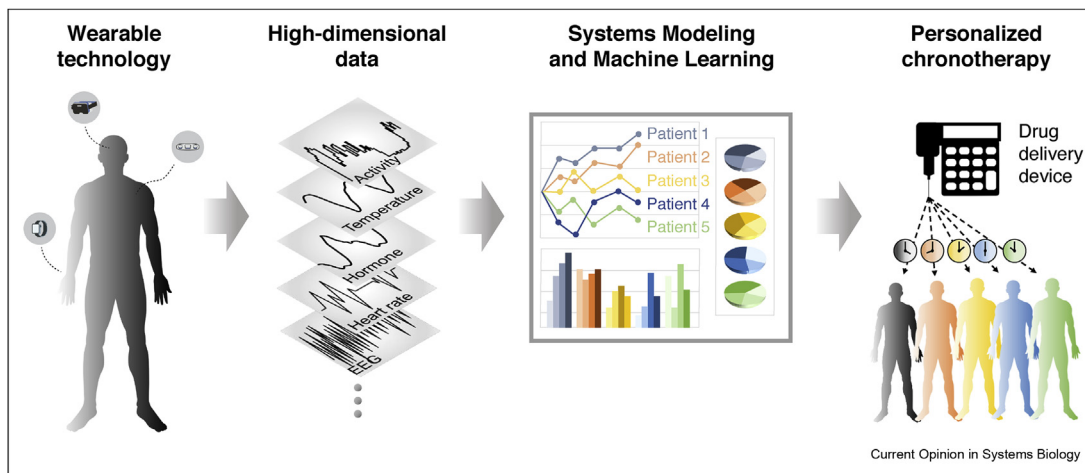 Wearable
technology
High-dimensional
data
Systems Modeling
and Machine Learning
Personalized
chronotherapy
Activity
Temperature
Hormone
Heart rate
EEG
Patient 1
Patient 2
Patient 3
Patient 4
Patient 5
Drug
delivery
device
Current Opinion in Systems Biology